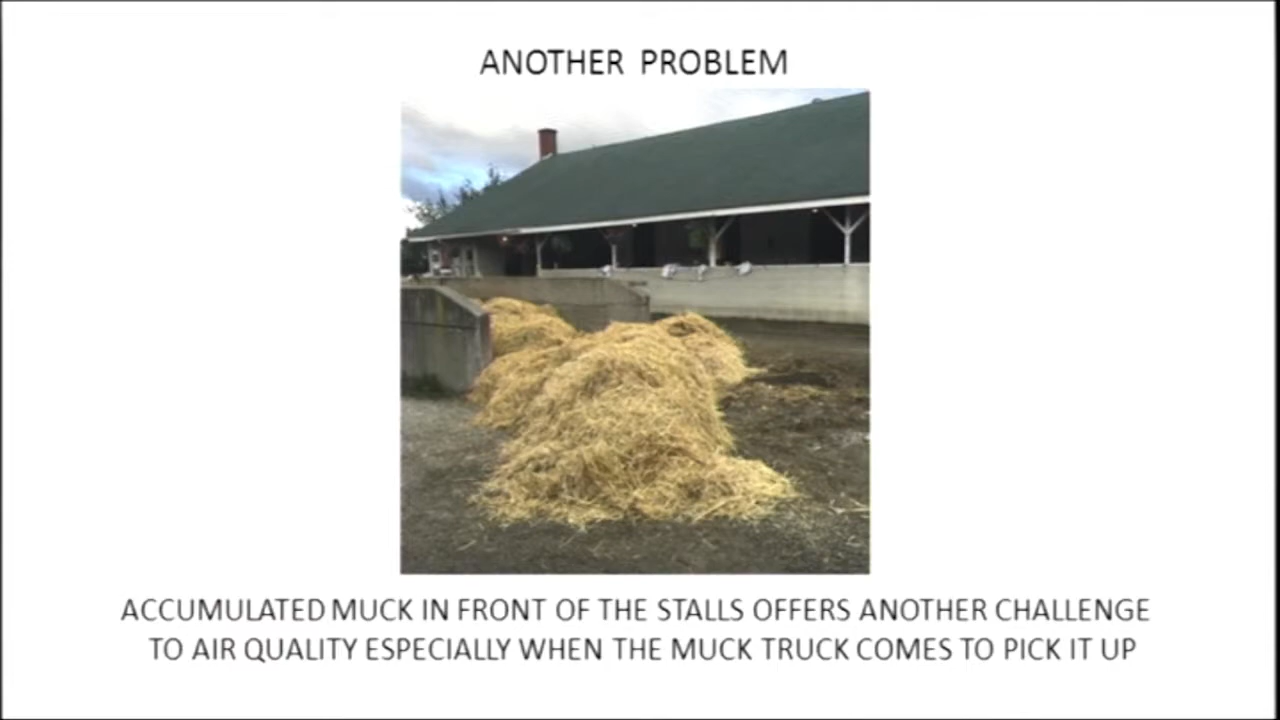 ANOTHER PROBLEM
ACCUMULATED MUCK IN FRONT OF THE STALLS OFFERS ANOTHER CHALLENGE
TO AIR QUALITY ESPECIALLY WHEN THE MUCK TRUCK COMES TO PICK IT UP